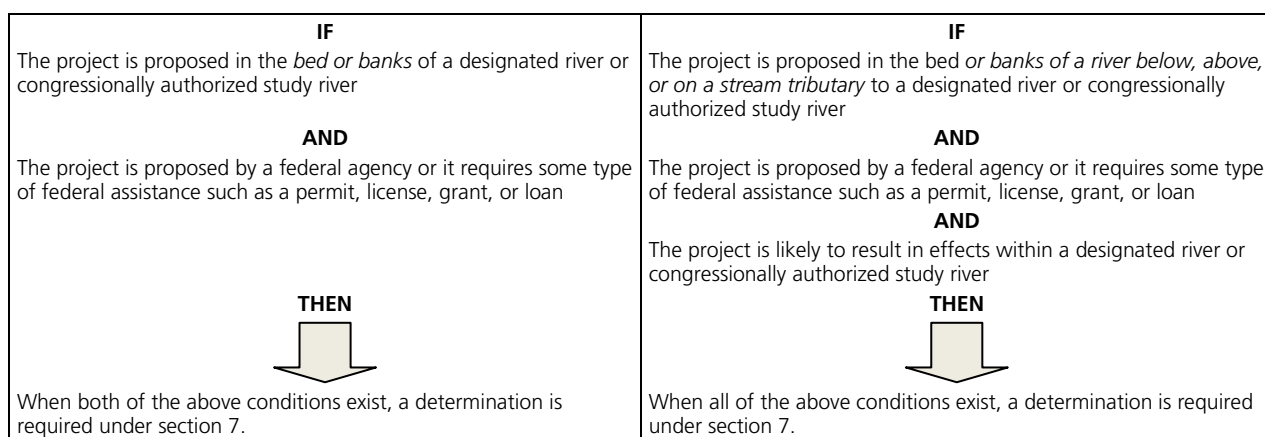 IF
The project is proposed in the bed or banks of a designated river or
congressionally authorized study river
AND
The project is proposed by a federal agency or it requires some type
of federal assistance such as a permit, license, grant, or loan
THEN
When both of the above conditions exist, a determination is
required under section 7.
IF
The project is proposed in the bed or banks of a river below, above,
or on a stream tributary to a designated river or congressionally
authorized study river
AND
The project is proposed by a federal agency or it requires some type
of federal assistance such as a permit, license, grant, or loan
AND
The project is likely to result in effects within a designated river or
congressionally authorized study river
THEN
When all of the above conditions exist, a determination is required
under section 7.